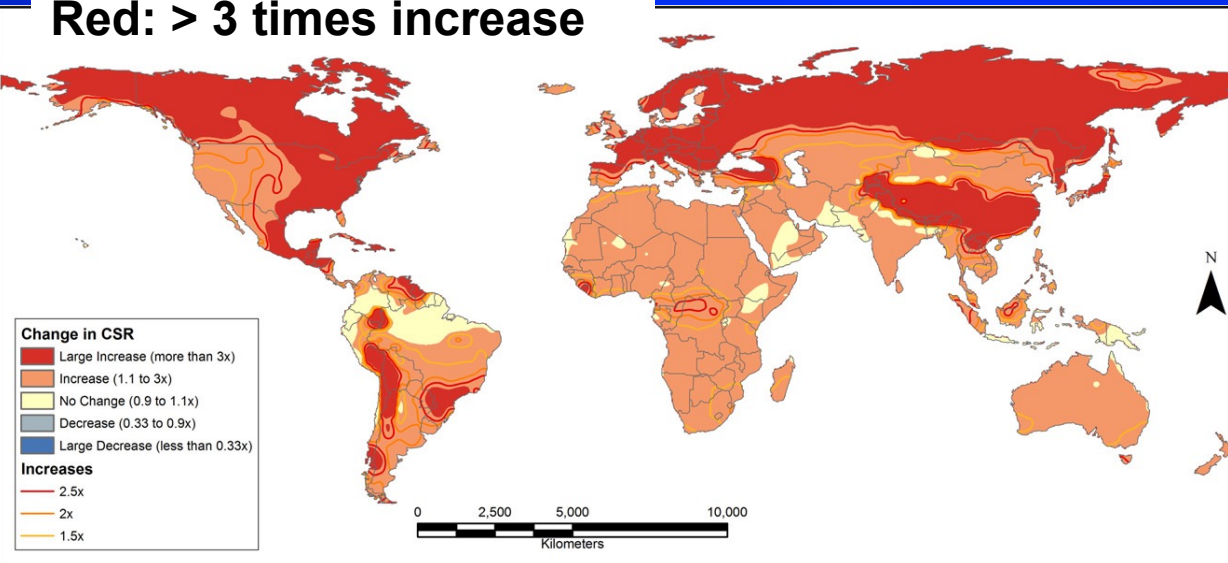 Red: > 3 times increase
N
Change in CSR
Large Increase (more than 3x)
Increase (1.1 to 3x)
No Change (0.9 to 1.1x)
Decrease (0.33 to 0.9x)
Large Decrease (less than 0.33x)
Increases
2.5x
2x
1.5x
0 2,500 5,000 10,000
Kilometers